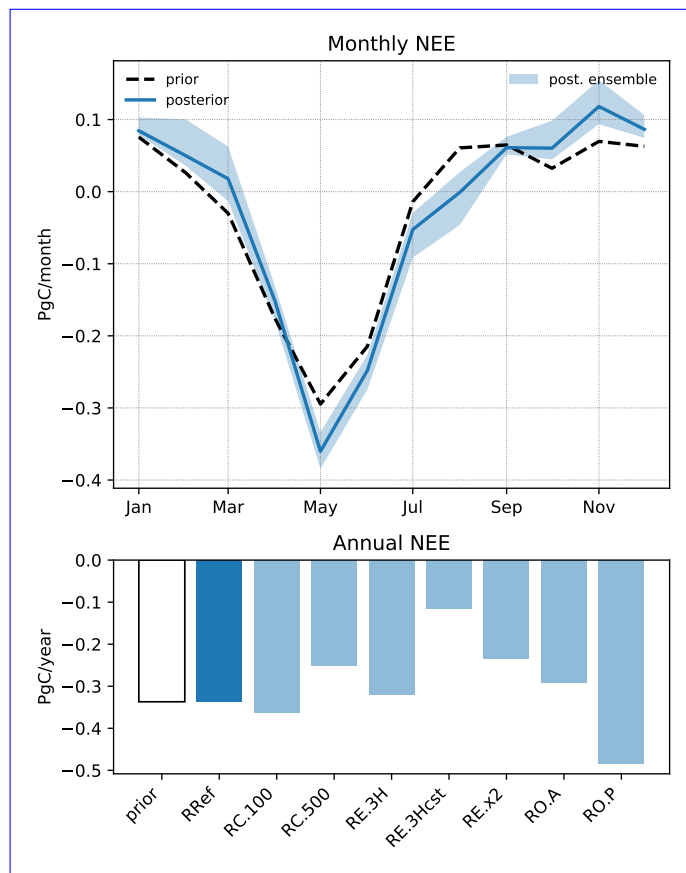 Monthly NEE
prior
posterior
post. ensemble
PgC/month
0.1
0.0
−0.1
−0.2
−0.3
−0.4
Jan Mar May Jul Sep Nov
Annual NEE
PgC/year
0.0
−0.1
−0.2
−0.3
−0.4
−0.5
prior RRef RC.100 RC.500 RE.3H RE.3Hcst RE.x2 RO.A RO.P